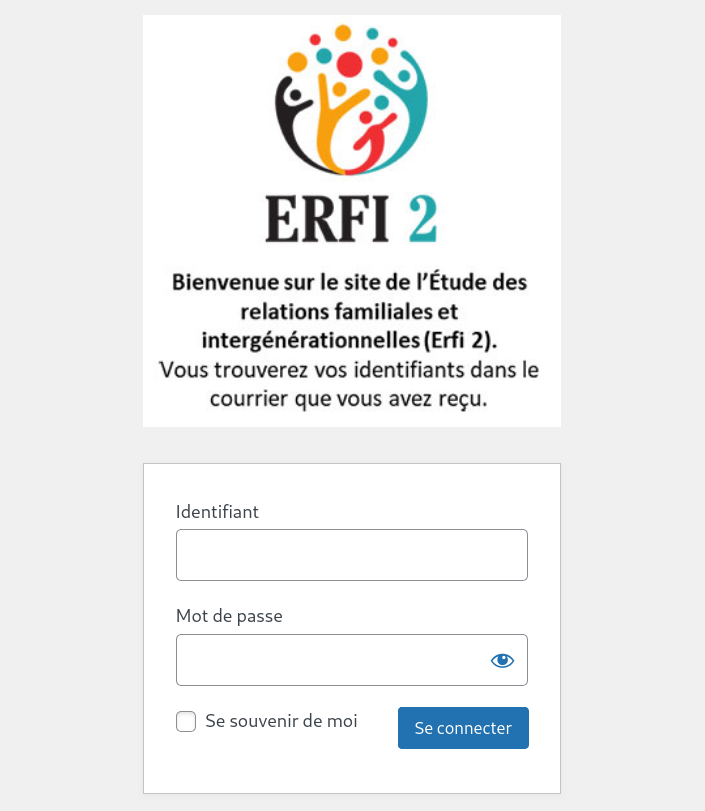 ERFI 2
Bienvenue sur le site de l’Étude des
relations familiales et
intergénérationnelles (Erfi 2).
Vous trouverez vos identifiants dans le
courrier que vous avez reçu.
Identifiant
Mot de passe
Se souvenir de moi
Se connecter